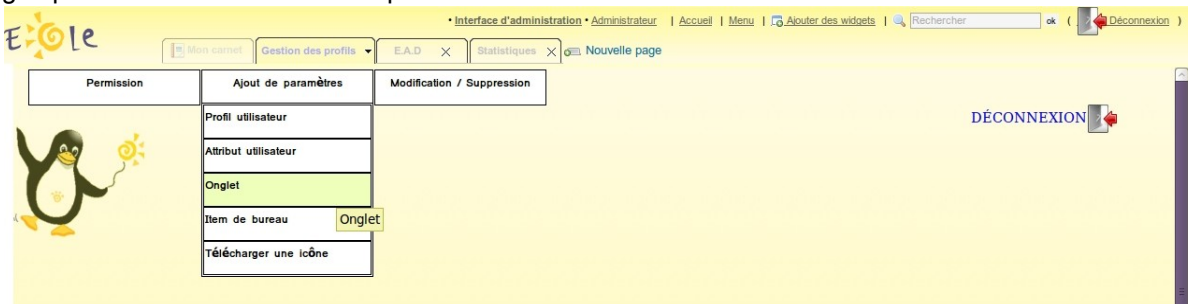 • Interface d'administration • Administrateur | Accueil | Menu | Ajouter des widgets | Rechercher ok ( Déconnexion )
Eole
Mon carnet Gestion des profils E.A.D Statistiques Nouvelle page
Permission Ajout de paramètres Modification / Suppression
Profil utilisateur
DÉCONNEXION
Attribut utilisateur
Onglet
Item de bureau
Onglet
Télécharger une icône